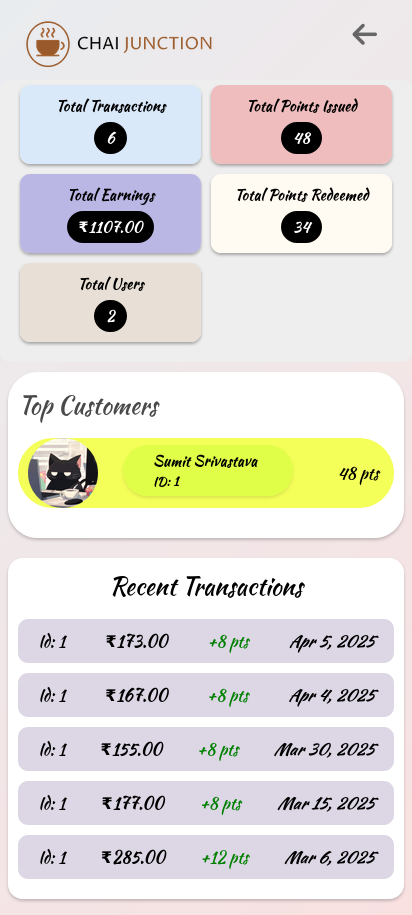 CHAI JUNCTION
Total Transactions
6
Total Points Issued
48
Total Earnings
₹1107.00
Total Points Redeemed
34
Total Users
2
Top Customers
Sumit Srivastava
ID: 1
48 pts
Recent Transactions
Id: 1 ₹173.00 +8 pts Apr 5, 2025
Id: 1 ₹167.00 +8 pts Apr 4, 2025
Id: 1 ₹155.00 +8 pts Mar 30, 2025
Id: 1 ₹177.00 +8 pts Mar 15, 2025
Id: 1 ₹285.00 +12 pts Mar 6, 2025